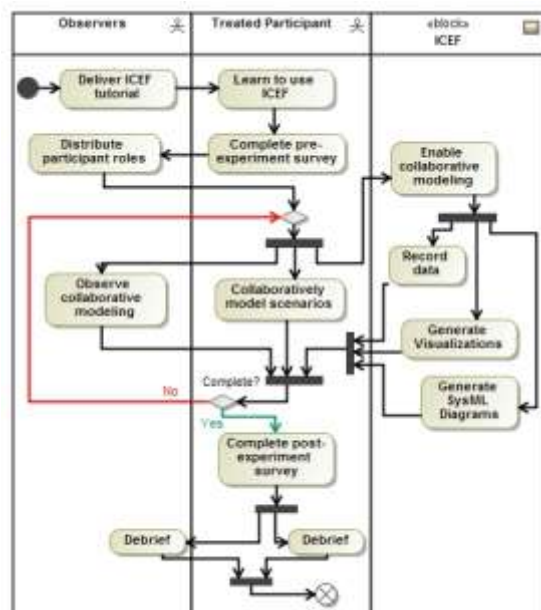 Observers
Treated Participant
«block»
ICEF
Deliver ICEF
tutorial
Learn to use
ICEF
Distribute
participant roles
Complete pre-
experiment survey
Enable
collaborative
modeling
Record
data
Observe
collaborative
modeling
Collaboratively
model scenarios
Generate
Visualizations
Generate
SysML
Diagrams
Complete?
No
Yes
Complete post-
experiment
survey
Debrief
Debrief